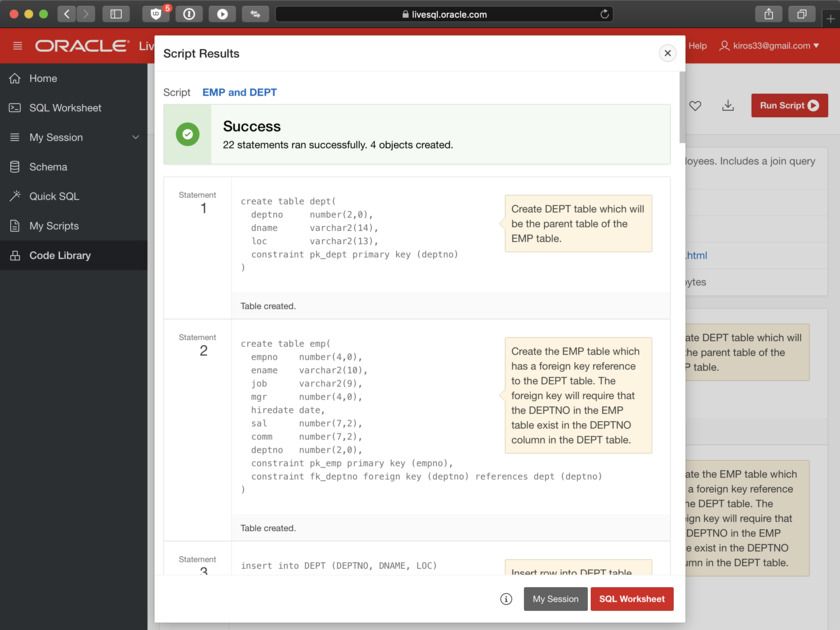 5
livesql.oracle.com
ORACLE
Liv
Help
kiros33@gmail.com
Home
SQL Worksheet
My Session
Schema
Quick SQL
My Scripts
Code Library
Run Script
loyees. Includes a join query
.html
ytes
ate DEPT table which will
he parent table of the
P table.
ate the EMP table which
a foreign key reference
he DEPT table. The
ign key will require that
DEPTNO in the EMP
e exist in the DEPTNO
umn in the DEPT table.
Script Results
Script EMP and DEPT
Success
22 statements ran successfully. 4 objects created.
Statement
1
create table dept(
deptno number(2,0),
dname varchar2(14),
loc varchar2(13),
constraint pk_dept primary key (deptno)
)
Create DEPT table which will
be the parent table of the
EMP table.
Table created.
Statement
2
create table emp(
empno number(4,0),
ename varchar2(10),
job varchar2(9),
mgr number(4,0),
hiredate date,
sal number(7,2),
comm number(7,2),
deptno number(2,0),
constraint pk_emp primary key (empno),
constraint fk_deptno foreign key (deptno) references dept (deptno)
)
Create the EMP table which
has a foreign key reference
to the DEPT table. The
foreign key will require that
the DEPTNO in the EMP
table exist in the DEPTNO
column in the DEPT table.
Table created.
Statement
3
insert into DEPT (DEPTNO, DNAME, LOC)
Insert row into DEPT table
My Session
SQL Worksheet